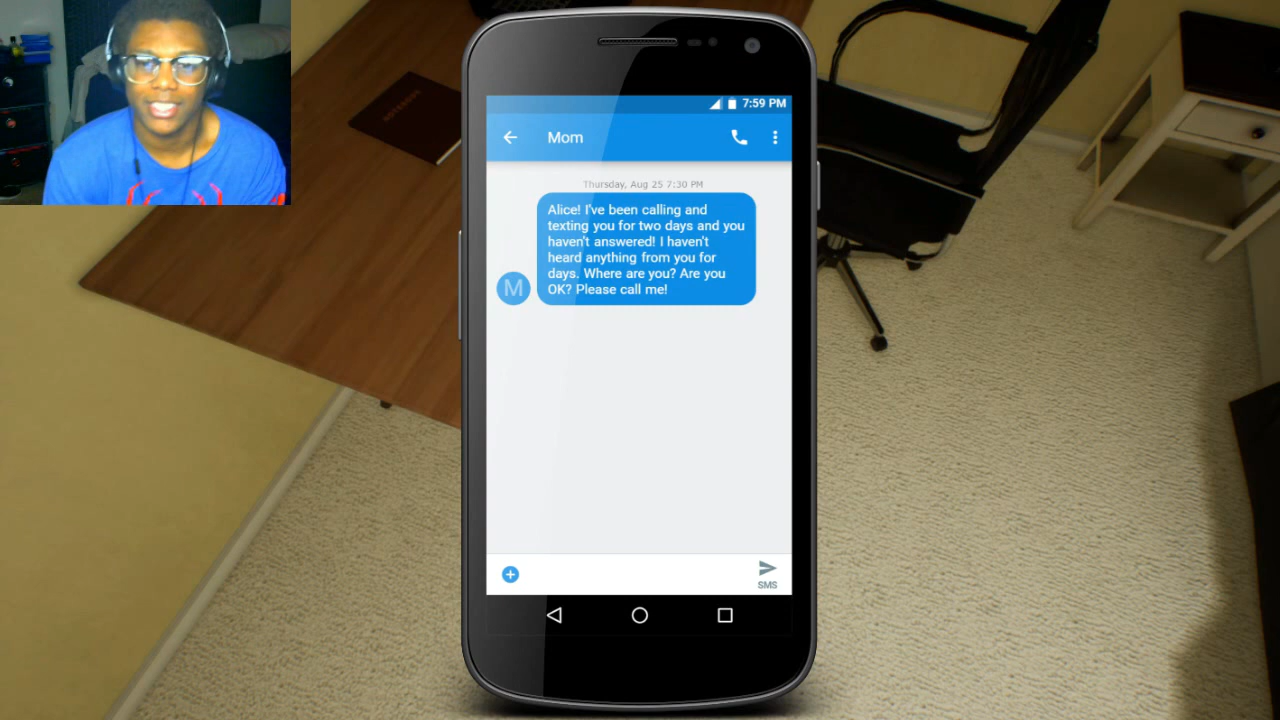 NOTEBOOK
7:59 PM
Mom
Thursday, Aug 25 7:30 PM
Alice! I've been calling and
texting you for two days and you
haven't answered! I haven't
heard anything from you for
days. Where are you? Are you
OK? Please call me!
M
SMS